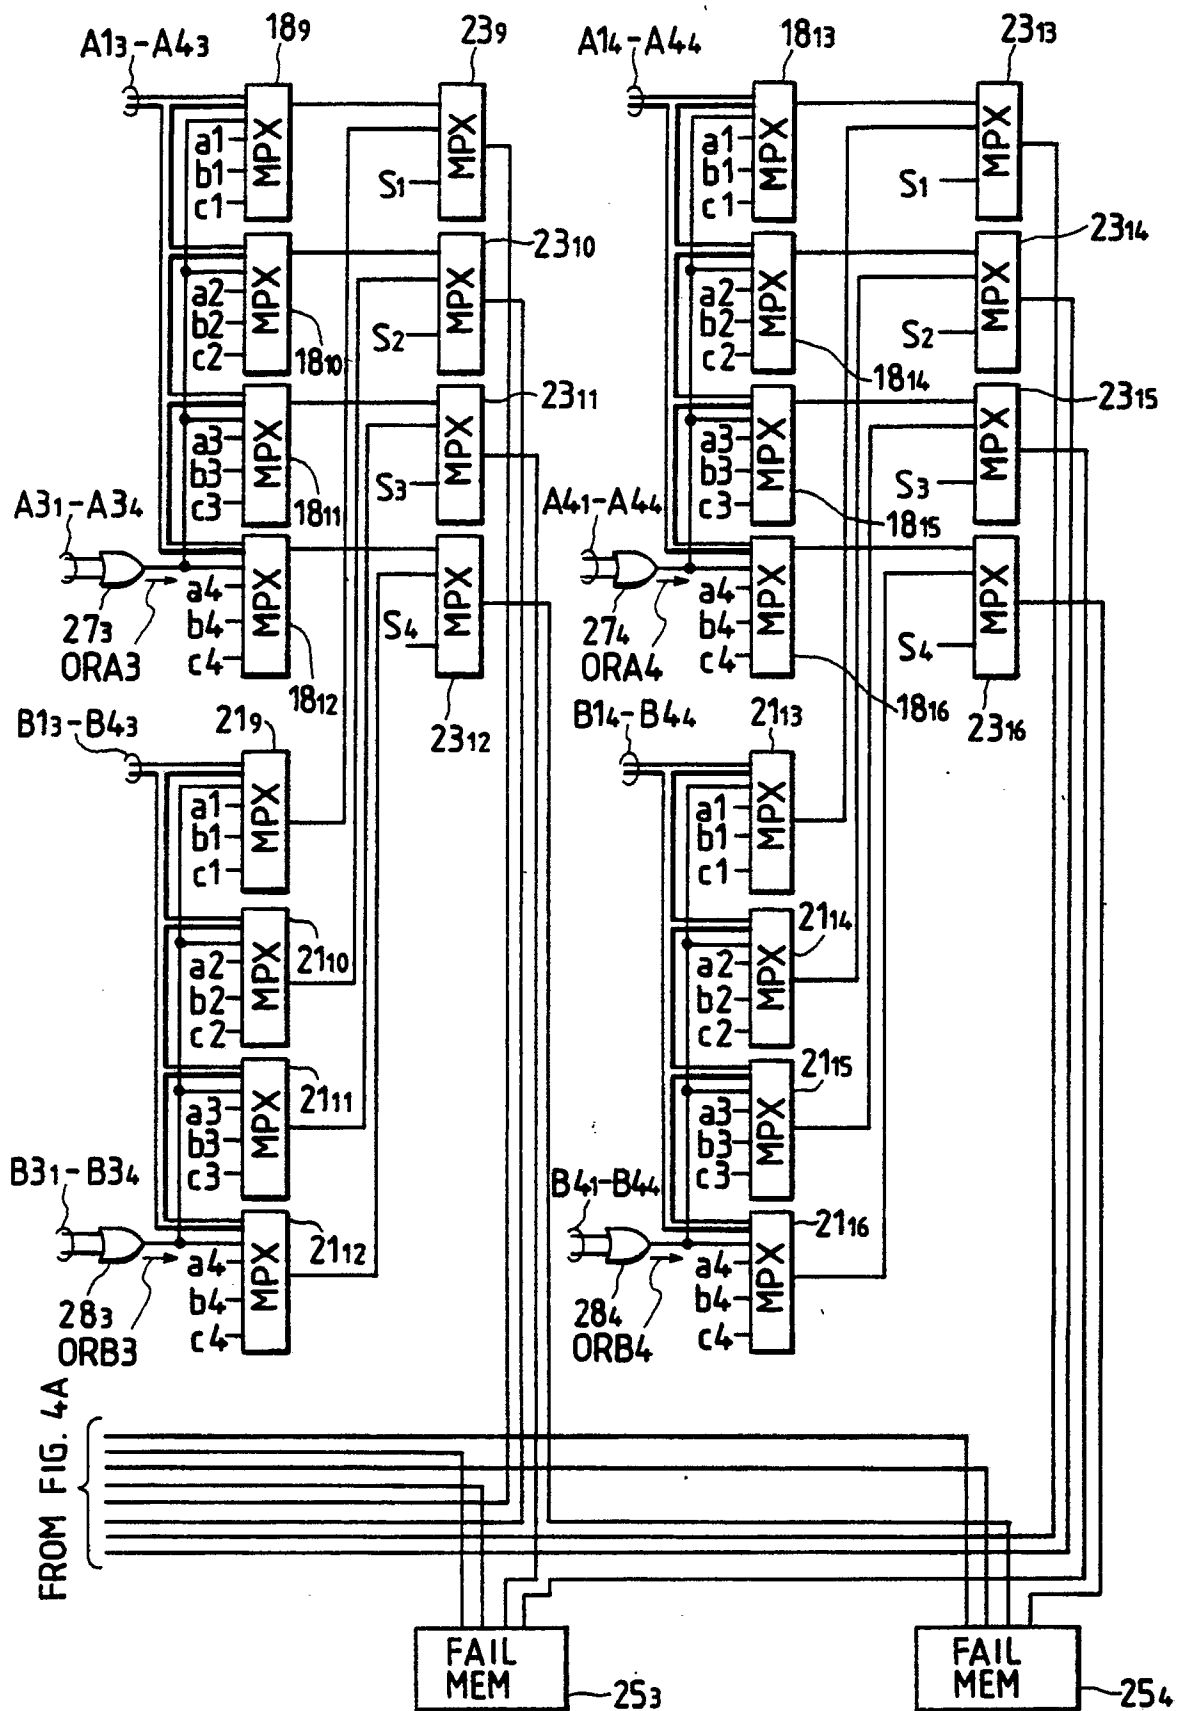 A1₃-A4₃
18₉
23₉
A1₄-A4₄
18₁₃
23₁₃
MPX
a1
b1
c1
MPX
S₁
MPX
a1
b1
c1
MPX
S₁
23₁₀
23₁₄
MPX
a2
b2
c2
18₁₀
MPX
S₂
MPX
a2
b2
c2
18₁₄
MPX
S₂
23₁₁
23₁₅
MPX
a3
b3
c3
18₁₁
MPX
S₃
MPX
a3
b3
c3
18₁₅
MPX
S₃
A3₁-A3₄
A4₁-A4₄
27₃
ORA3
MPX
a4
b4
c4
18₁₂
MPX
S₄
23₁₂
27₄
ORA4
MPX
a4
b4
c4
18₁₆
MPX
S₄
23₁₆
B1₃-B4₃
21₉
B1₄-B4₄
21₁₃
MPX
a1
b1
c1
MPX
a1
b1
c1
MPX
21₁₀
a2
b2
c2
MPX
21₁₄
a2
b2
c2
MPX
21₁₁
a3
b3
c3
MPX
21₁₅
a3
b3
c3
B3₁-B3₄
B4₁-B4₄
28₃
ORB3
MPX
21₁₂
a4
b4
c4
28₄
ORB4
MPX
21₁₆
a4
b4
c4
FROM FIG. 4A
FAIL
MEM
25₃
FAIL
MEM
25₄